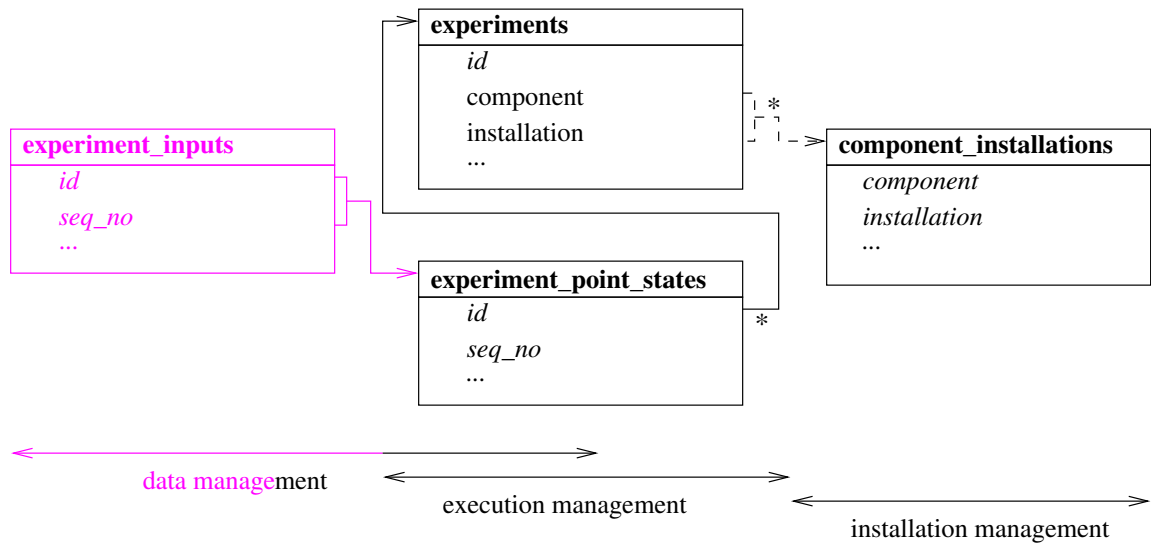 experiments
id
component
installation
...
*
experiment_inputs
id
seq_no
...
component_installations
component
installation
...
experiment_point_states
id
seq_no
...
*
data management
execution management
installation management